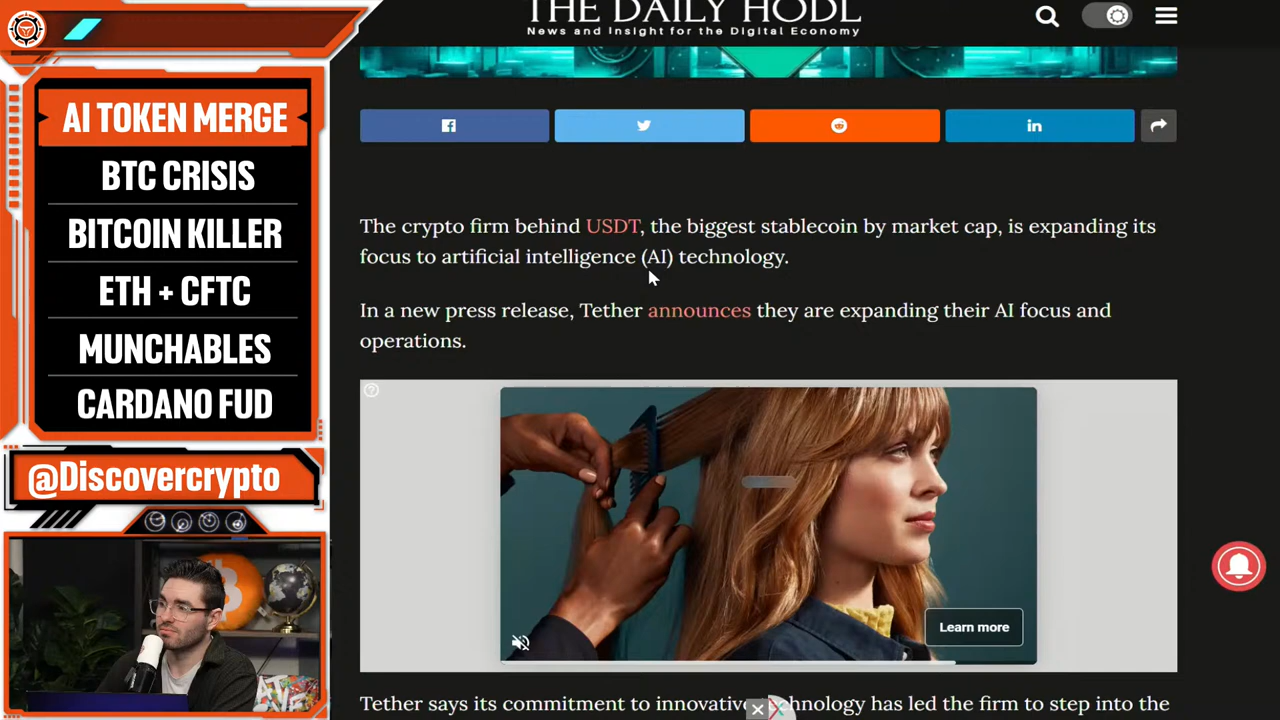 THE DAILY HODL
News and Insight for the Digital Economy
AI TOKEN MERGE
BTC CRISIS
BITCOIN KILLER
ETH + CFTC
MUNCHABLES
CARDANO FUD
@Discovercrypto
The crypto firm behind USDT, the biggest stablecoin by market cap, is expanding its
focus to artificial intelligence (AI) technology.
In a new press release, Tether announces they are expanding their AI focus and
operations.
Learn more
Tether says its commitment to innovative technology has led the firm to step into the